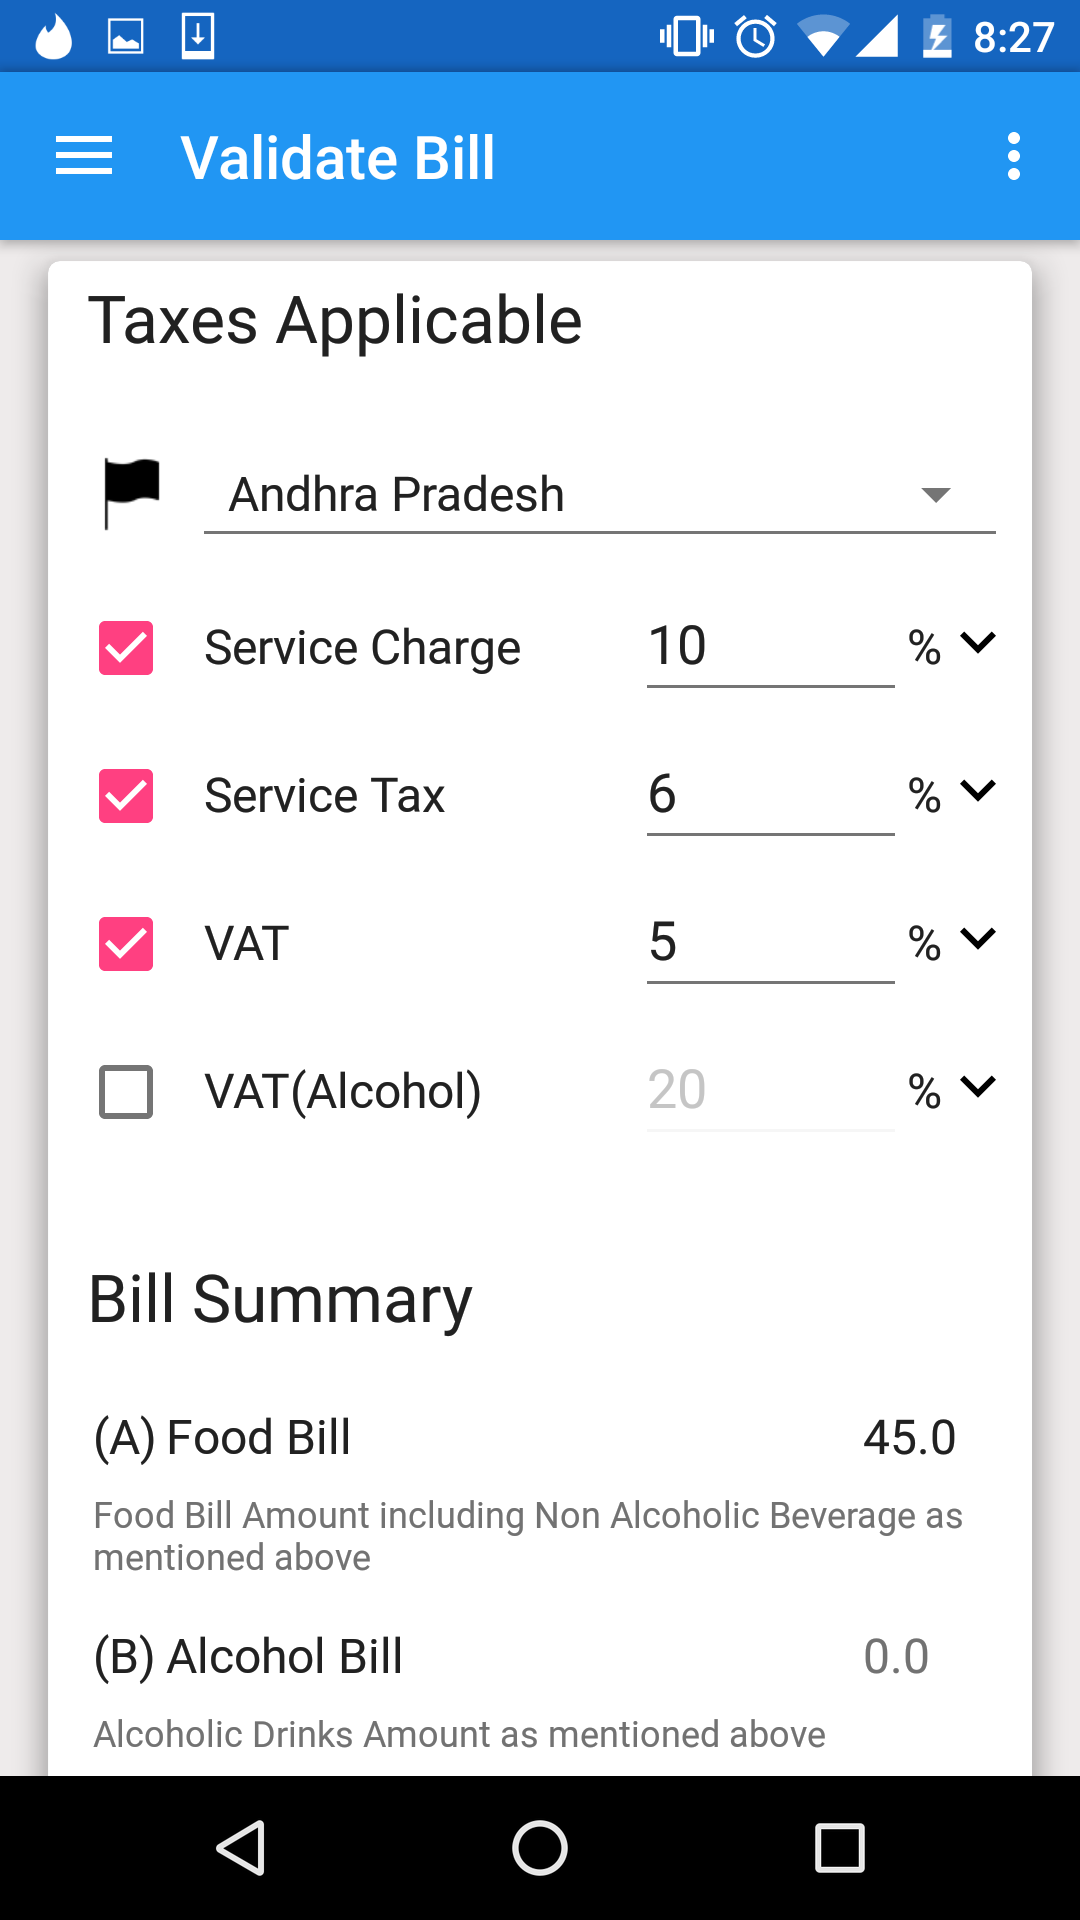 8:27
Validate Bill
Taxes Applicable
Andhra Pradesh
Service Charge 10 %
Service Tax 6 %
VAT 5 %
VAT(Alcohol) 20 %
Bill Summary
(A) Food Bill 45.0
Food Bill Amount including Non Alcoholic Beverage as
mentioned above
(B) Alcohol Bill 0.0
Alcoholic Drinks Amount as mentioned above